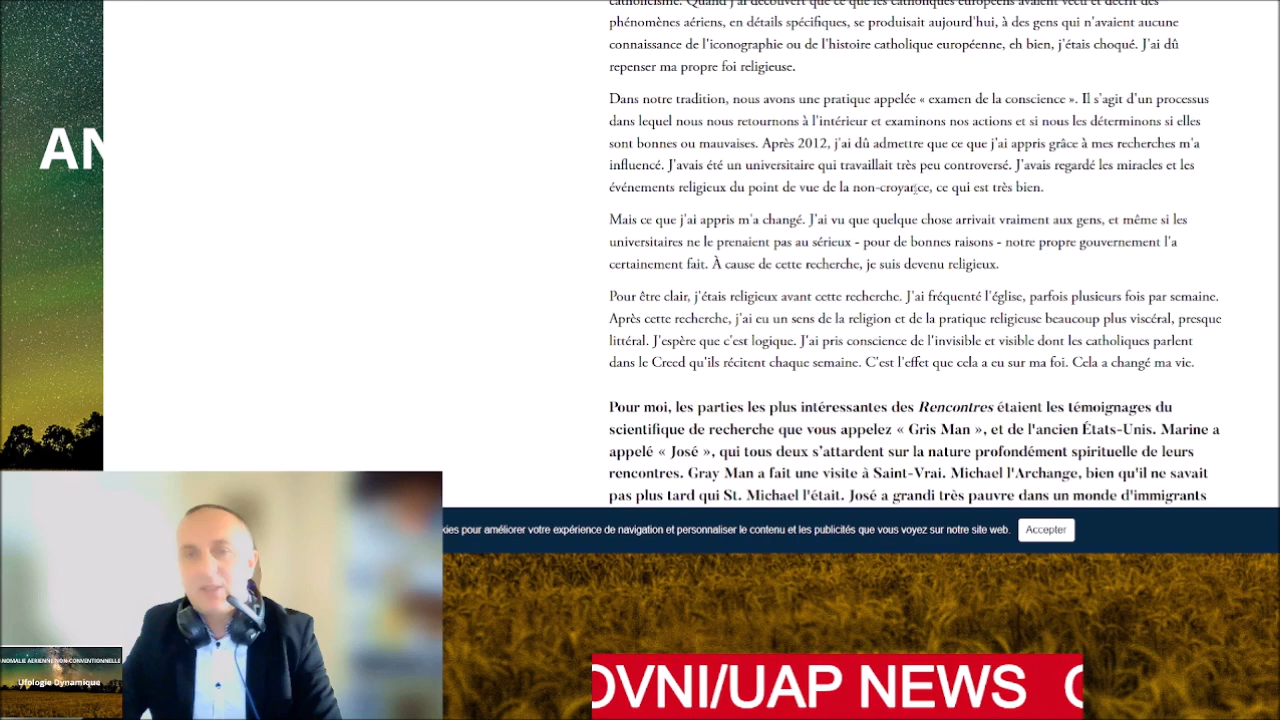 catholicisme. Quand j'ai découvert que ce que les catholiques européens avaient vécu et décrit des
phénomènes aériens, en détails spécifiques, se produisait aujourd'hui, à des gens qui n'avaient aucune
connaissance de l'iconographie ou de l'histoire catholique européenne, eh bien, j'étais choqué. J'ai dû
repenser ma propre foi religieuse.
Dans notre tradition, nous avons une pratique appelée « examen de la conscience ». Il s'agit d'un processus
dans lequel nous nous retournons à l'intérieur et examinons nos actions et si nous les déterminons si elles
sont bonnes ou mauvaises. Après 2012, j'ai dû admettre que ce que j'ai appris grâce à mes recherches m'a
influencé. J'avais été un universitaire qui travaillait très peu controversé. J'avais regardé les miracles et les
événements religieux du point de vue de la non-croyance, ce qui est très bien.
Mais ce que j'ai appris m'a changé. J'ai vu que quelque chose arrivait vraiment aux gens, et même si les
universitaires ne le prenaient pas au sérieux - pour de bonnes raisons - notre propre gouvernement l'a
certainement fait. À cause de cette recherche, je suis devenu religieux.
Pour être clair, j'étais religieux avant cette recherche. J'ai fréquenté l'église, parfois plusieurs fois par semaine.
Après cette recherche, j'ai eu un sens de la religion et de la pratique religieuse beaucoup plus viscéral, presque
littéral. J'espère que c'est logique. J'ai pris conscience de l'invisible et visible dont les catholiques parlent
dans le Creed qu'ils récitent chaque semaine. C'est l'effet que cela a eu sur ma foi. Cela a changé ma vie.
AN
Pour moi, les parties les plus intéressantes des Rencontres étaient les témoignages du
scientifique de recherche que vous appelez « Gris Man », et de l'ancien États-Unis. Marine a
appelé « José », qui tous deux s'attardent sur la nature profondément spirituelle de leurs
rencontres. Gray Man a fait une visite à Saint-Vrai. Michael l'Archange, bien qu'il ne savait
pas plus tard qui St. Michael l'était. José a grandi très pauvre dans un monde d'immigrants
kies pour améliorer votre expérience de navigation et personnaliser le contenu et les publicités que vous voyez sur notre site web. Accepter
ANOMALIE AERIENNE NON-CONVENTIONNELLE
Ufologie Dynamique
OVNI/UAP NEWS